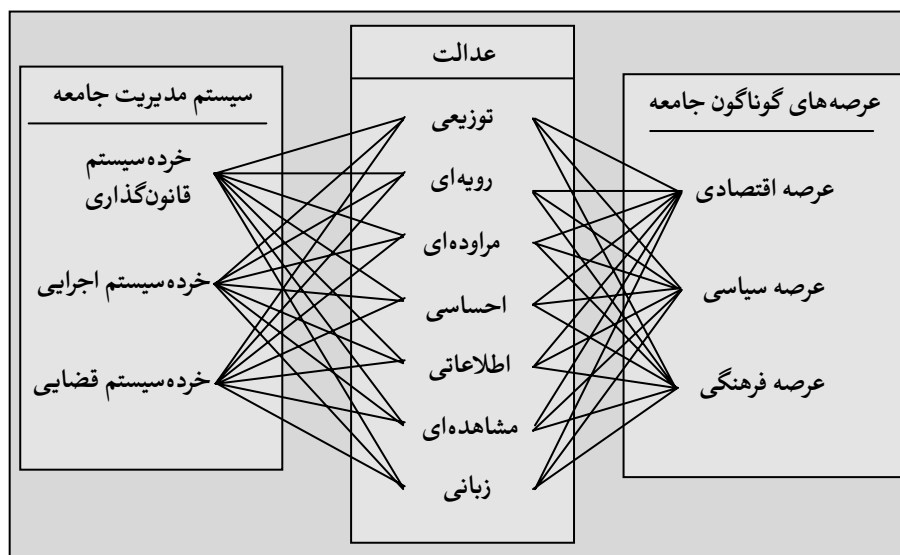 عرصه‌های گوناگون جامعه
عرصه اقتصادی
عرصه سیاسی
عرصه فرهنگی
عدالت
توزیعی
رویه‌ای
مراوده‌ای
احساسی
اطلاعاتی
مشاهده‌ای
زبانی
سیستم مدیریت جامعه
خرده‌سیستم
قانون‌گذاری
خرده‌سیستم اجرایی
خرده‌سیستم قضایی